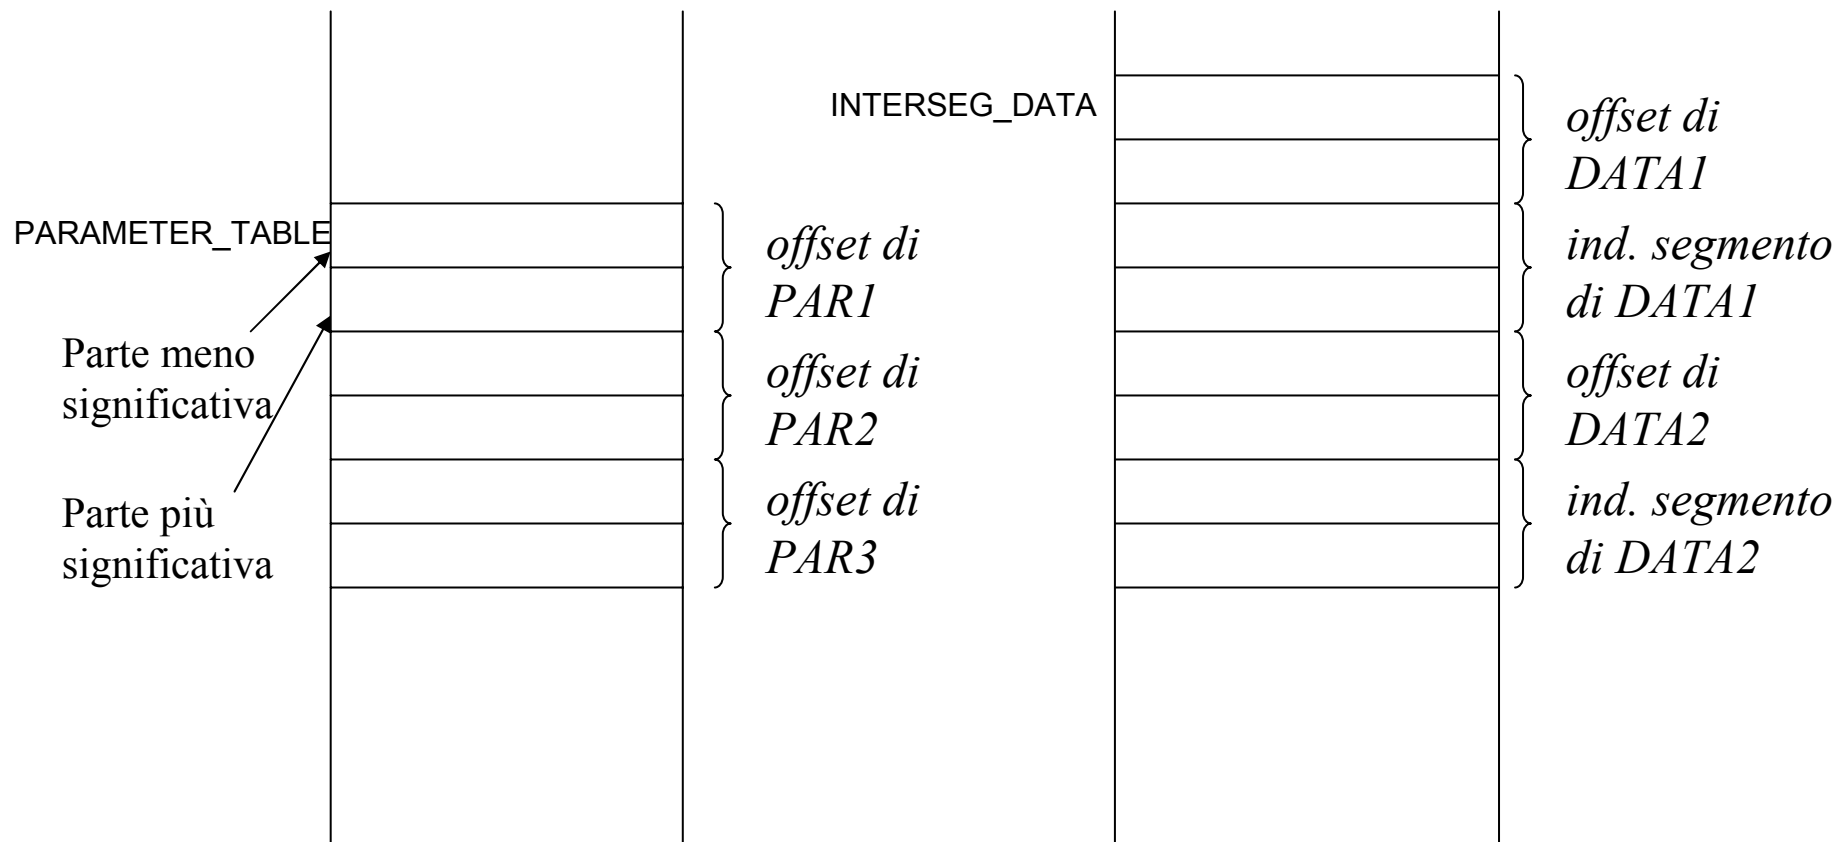 INTERSEG_DATA
offset di
DATA1
PARAMETER_TABLE
offset di
PAR1
ind. segmento
di DATA1
Parte meno
significativa
offset di
PAR2
offset di
DATA2
Parte più
significativa
offset di
PAR3
ind. segmento
di DATA2